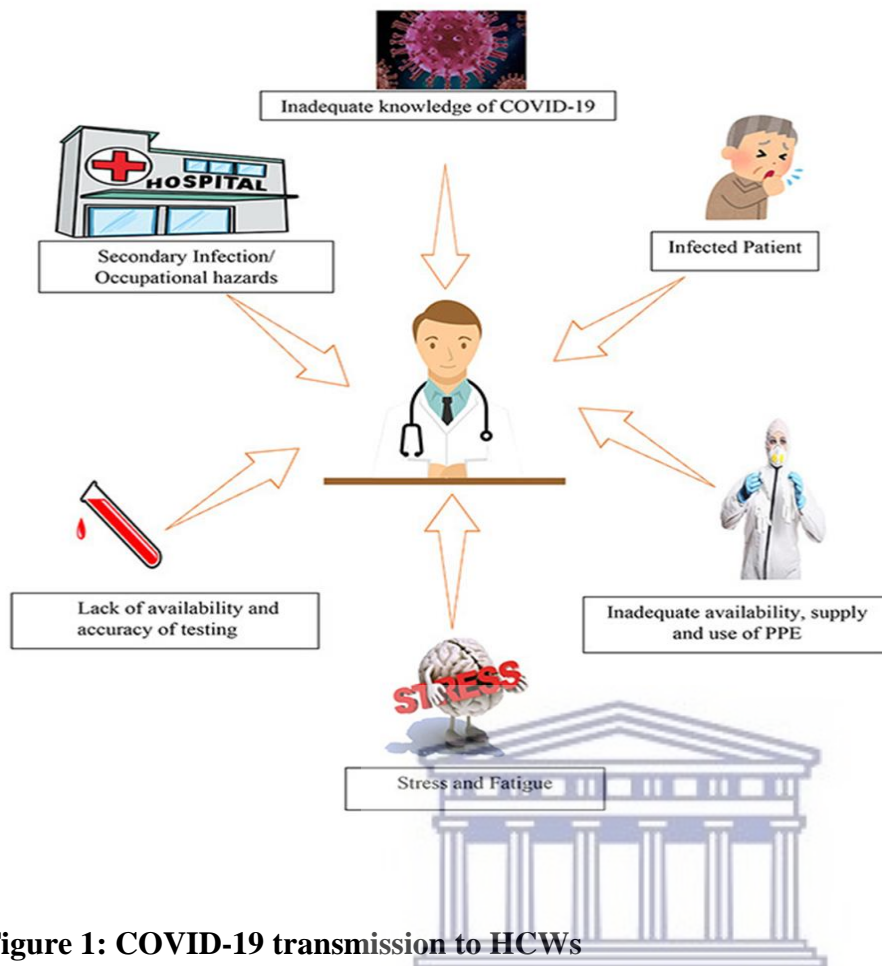 Inadequate knowledge of COVID-19
HOSPITAL
Secondary Infection/
Occupational hazards
Infected Patient
Lack of availability and
accuracy of testing
Inadequate availability, supply
and use of PPE
STRESS
Stress and Fatigue
igure 1: COVID-19 transmission to HCWs